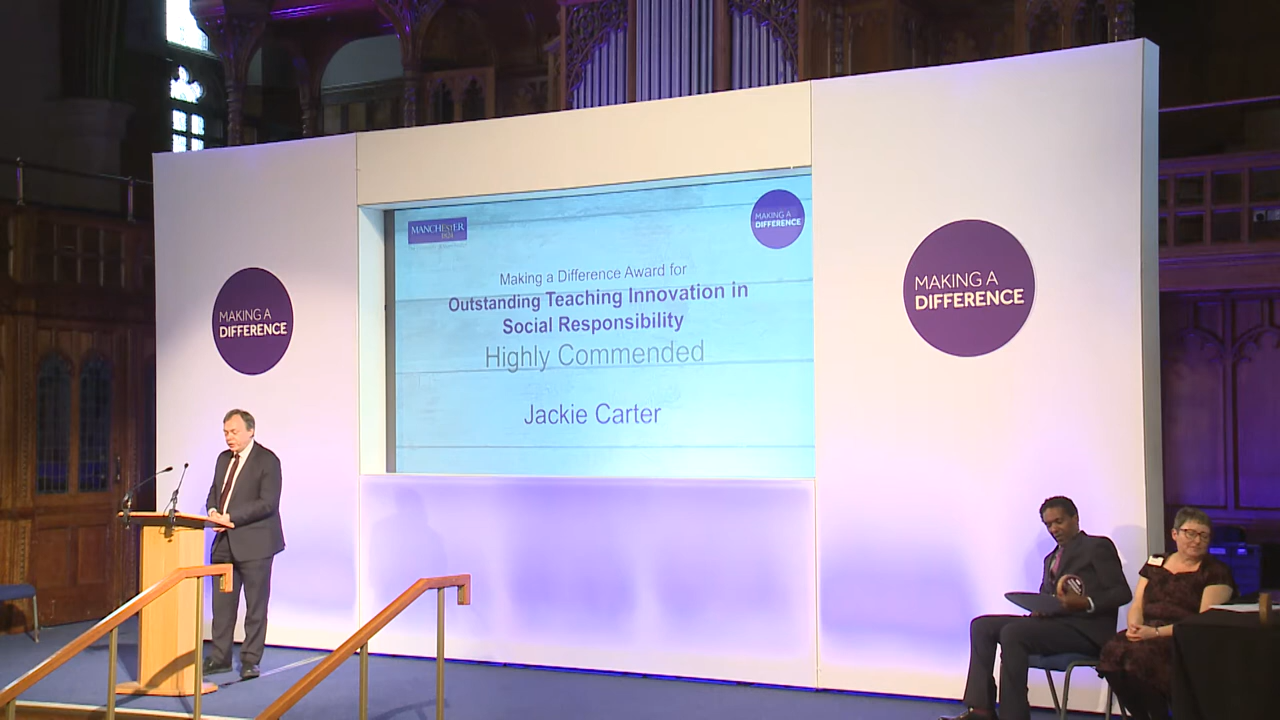 MANCHESTER
1824
MAKING A
DIFFERENCE
Making a Difference Award for
Outstanding Teaching Innovation in
Social Responsibility
Highly Commended
Jackie Carter
MAKING A
DIFFERENCE
MAKING A
DIFFERENCE